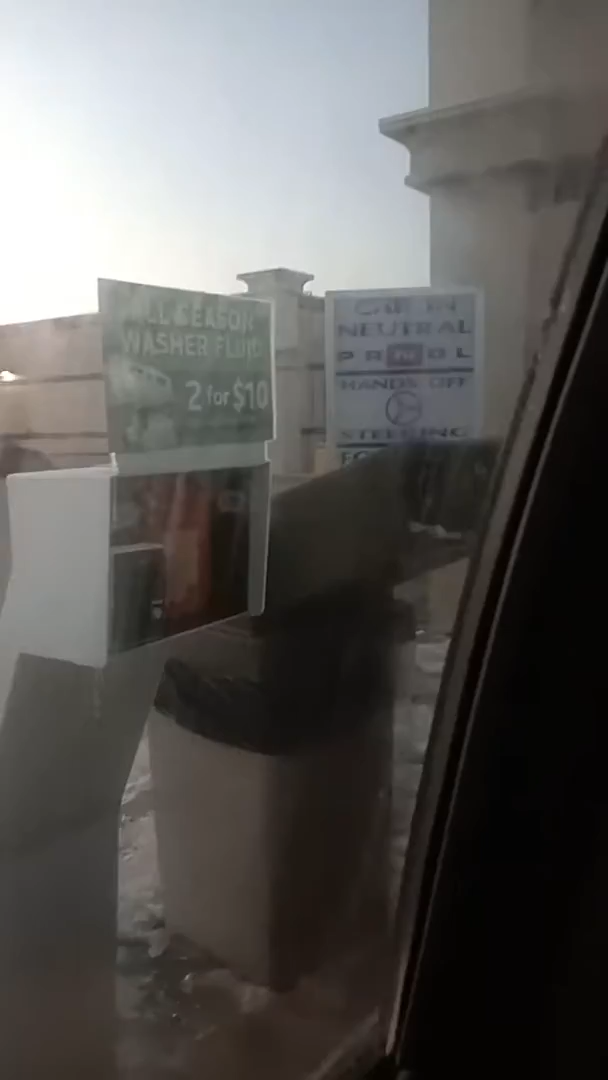 ALL SEASON
WASHER FLUID
2 for $10
CAR IN
NEUTRAL
P R N D L
HANDS OFF
STEERING